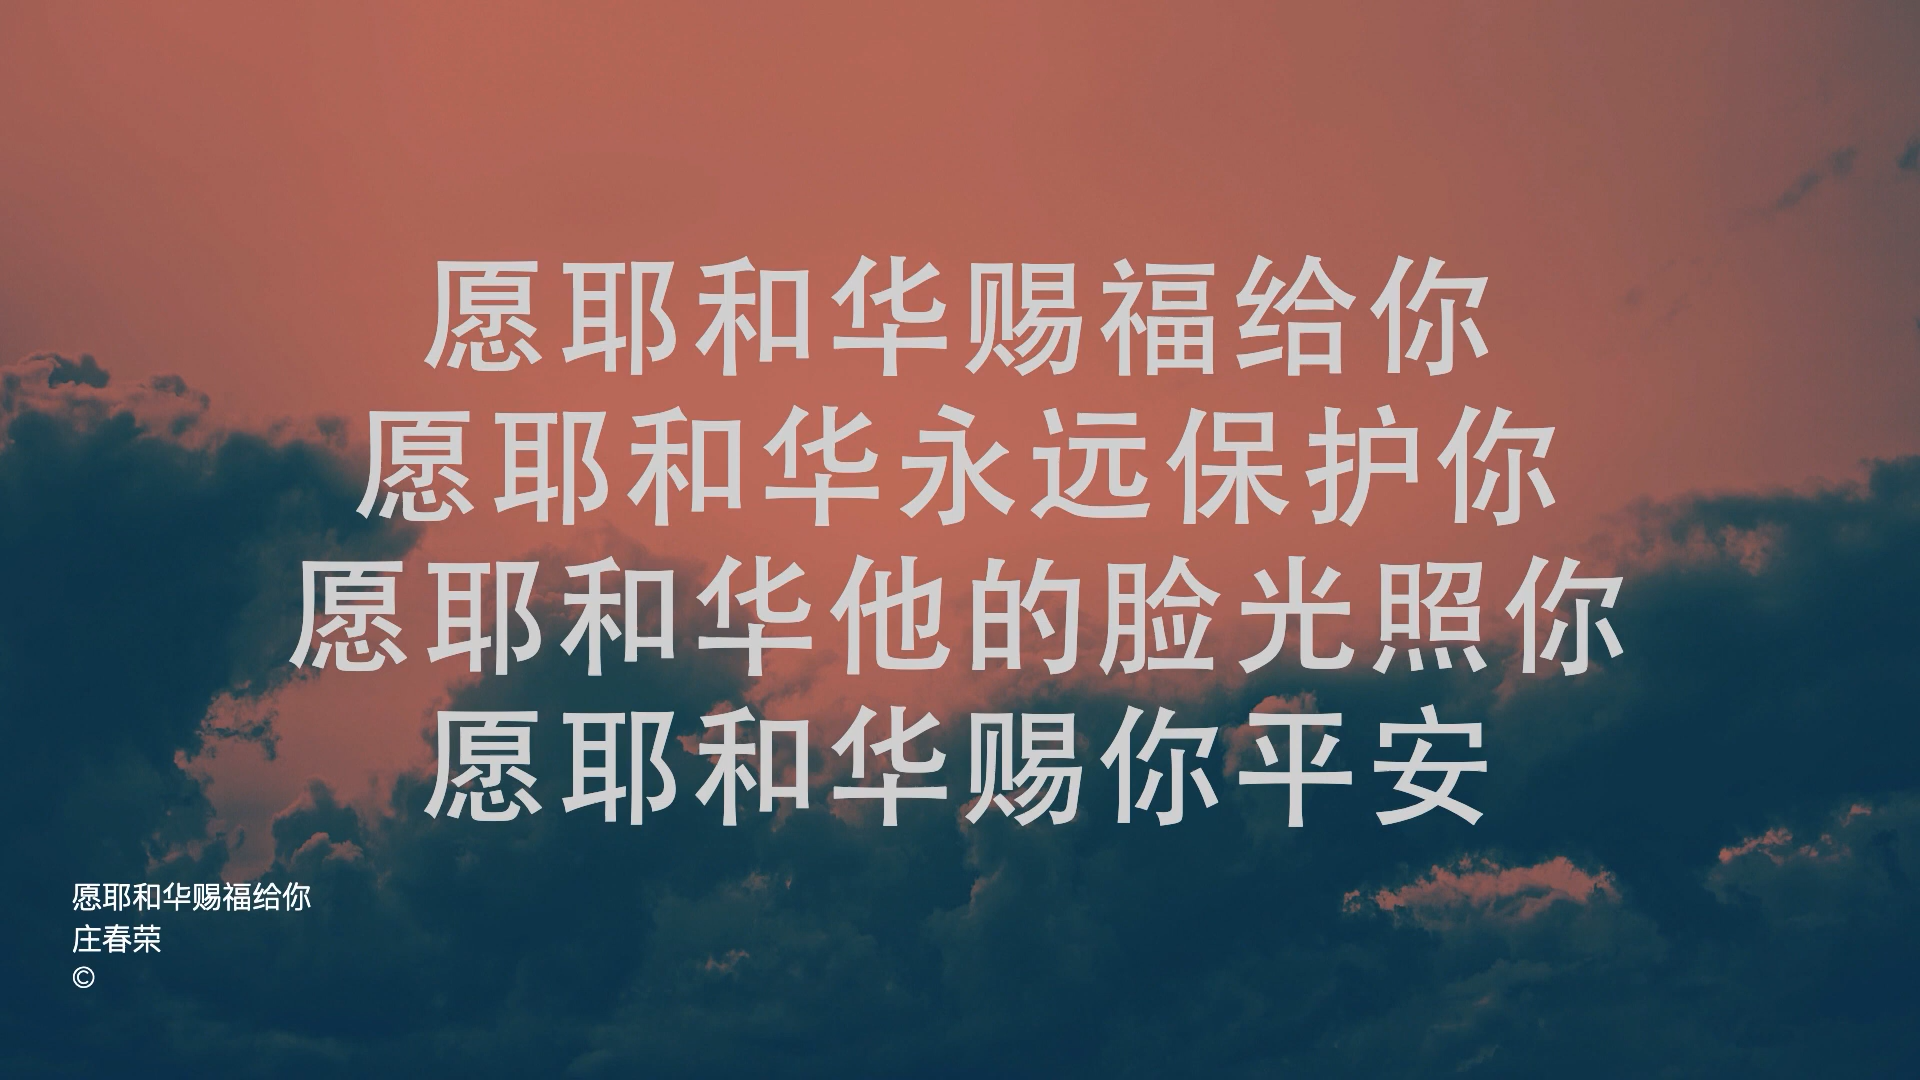 愿耶和华赐福给你
愿耶和华永远保护你
愿耶和华他的脸光照你
愿耶和华赐你平安
愿耶和华赐福给你
庄春荣
©